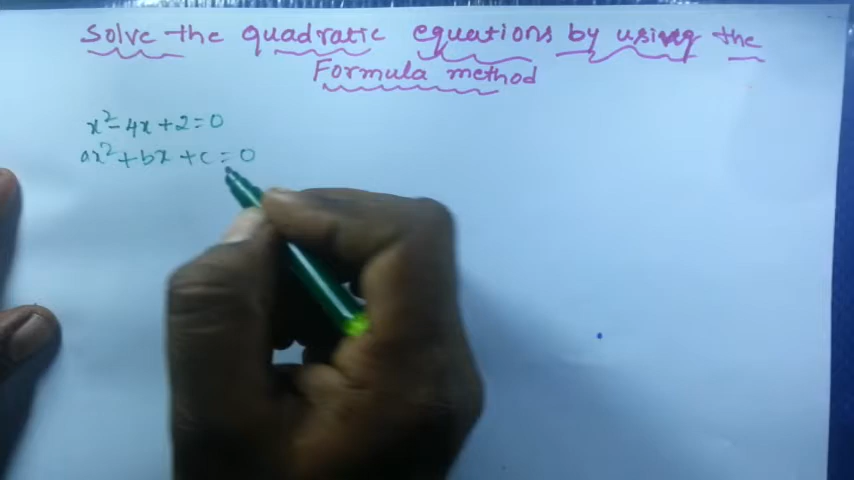 Solve the quadratic equations by using the
Formula method
x²-4x+2=0
ax²+bx+c=0